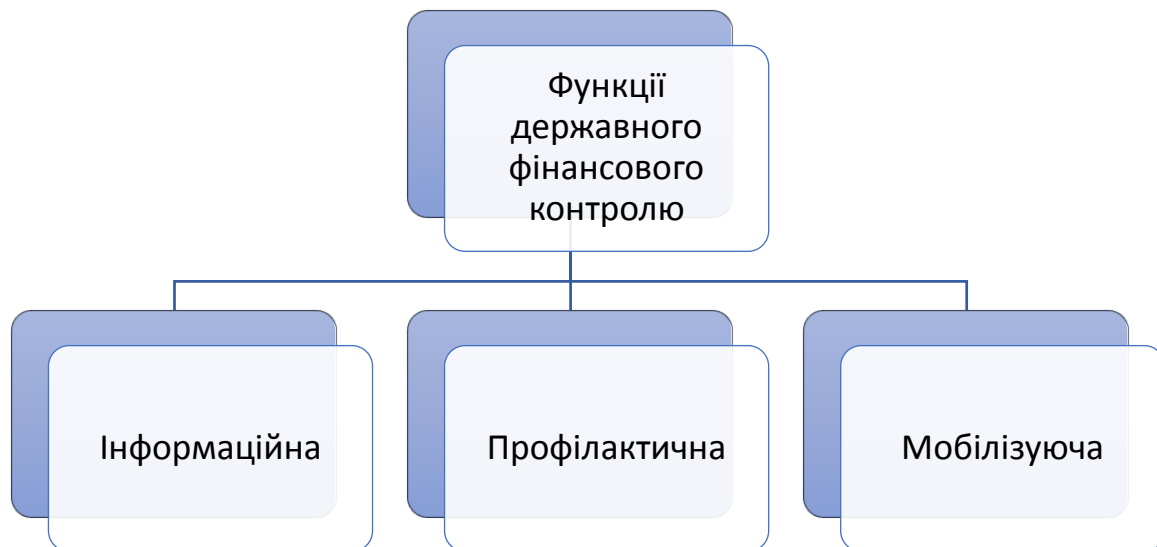 Функції
державного
фінансового
контролю
Інформаційна
Профілактична
Мобілізуюча